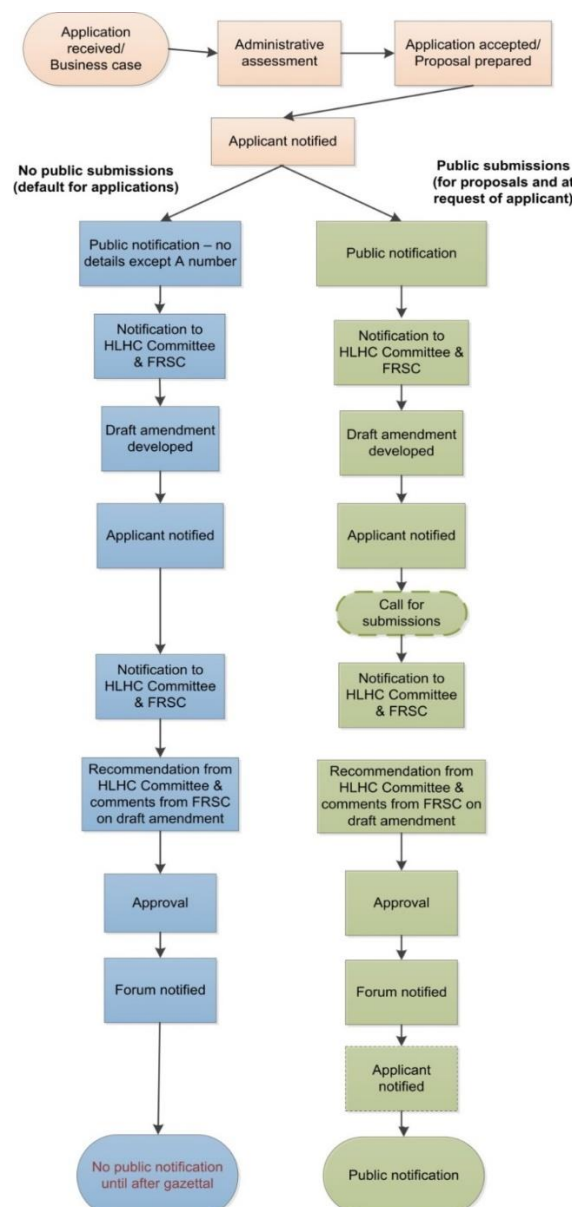 Application
received/
Business case
Administrative
assessment
Application accepted/
Proposal prepared
Applicant notified
No public submissions
(default for applications)
Public submissions
(for proposals and at
request of applicant)
Public notification – no
details except A number
Notification to
HLHC Committee
& FRSC
Draft amendment
developed
Applicant notified
Notification to
HLHC Committee
& FRSC
Recommendation from
HLHC Committee &
comments from FRSC
on draft amendment
Approval
Forum notified
No public notification
until after gazettal
Public notification
Notification to
HLHC Committee &
FRSC
Draft amendment
developed
Applicant notified
Call for
submissions
Notification to
HLHC Committee
& FRSC
Recommendation from
HLHC Committee &
comments from FRSC on
draft amendment
Approval
Forum notified
Applicant
notified
Public notification